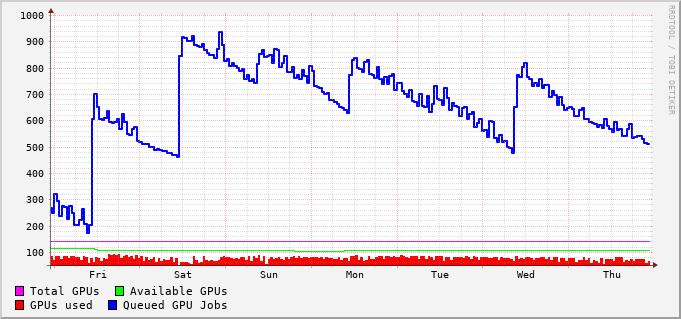 1000
900
800
700
600
500
400
300
200
100
Fri Sat Sun Mon Tue Wed Thu
Total GPUs Available GPUs
GPUs used Queued GPU Jobs
RRDTOOL / TOBI OETIKER